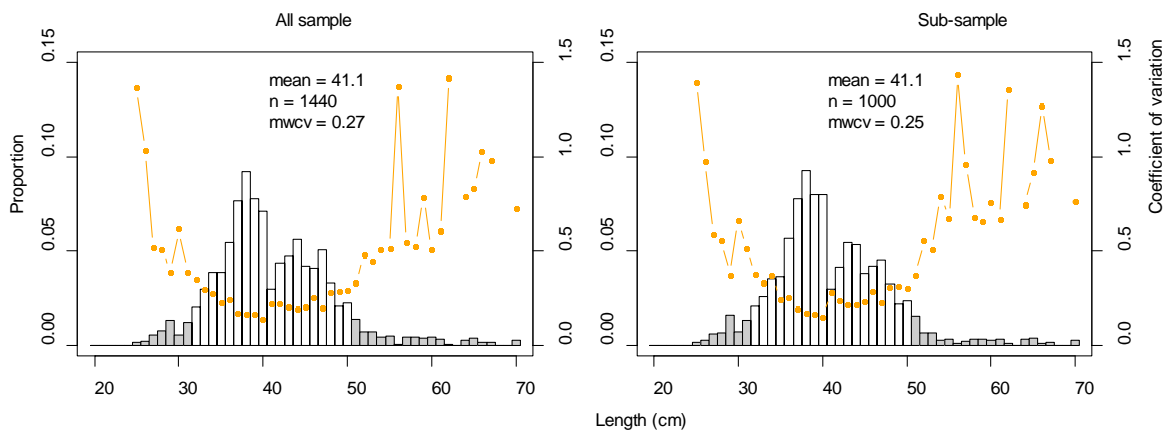 All sample
Sub-sample
mean = 41.1
n = 1440
mwcv = 0.27
mean = 41.1
n = 1000
mwcv = 0.25
Proportion
0.15
0.10
0.05
0.00
1.5
1.0
0.5
0.0
0.15
0.10
0.05
0.00
1.5
1.0
0.5
0.0
Coefficient of variation
20 30 40 50 60 70
20 30 40 50 60 70
Length (cm)